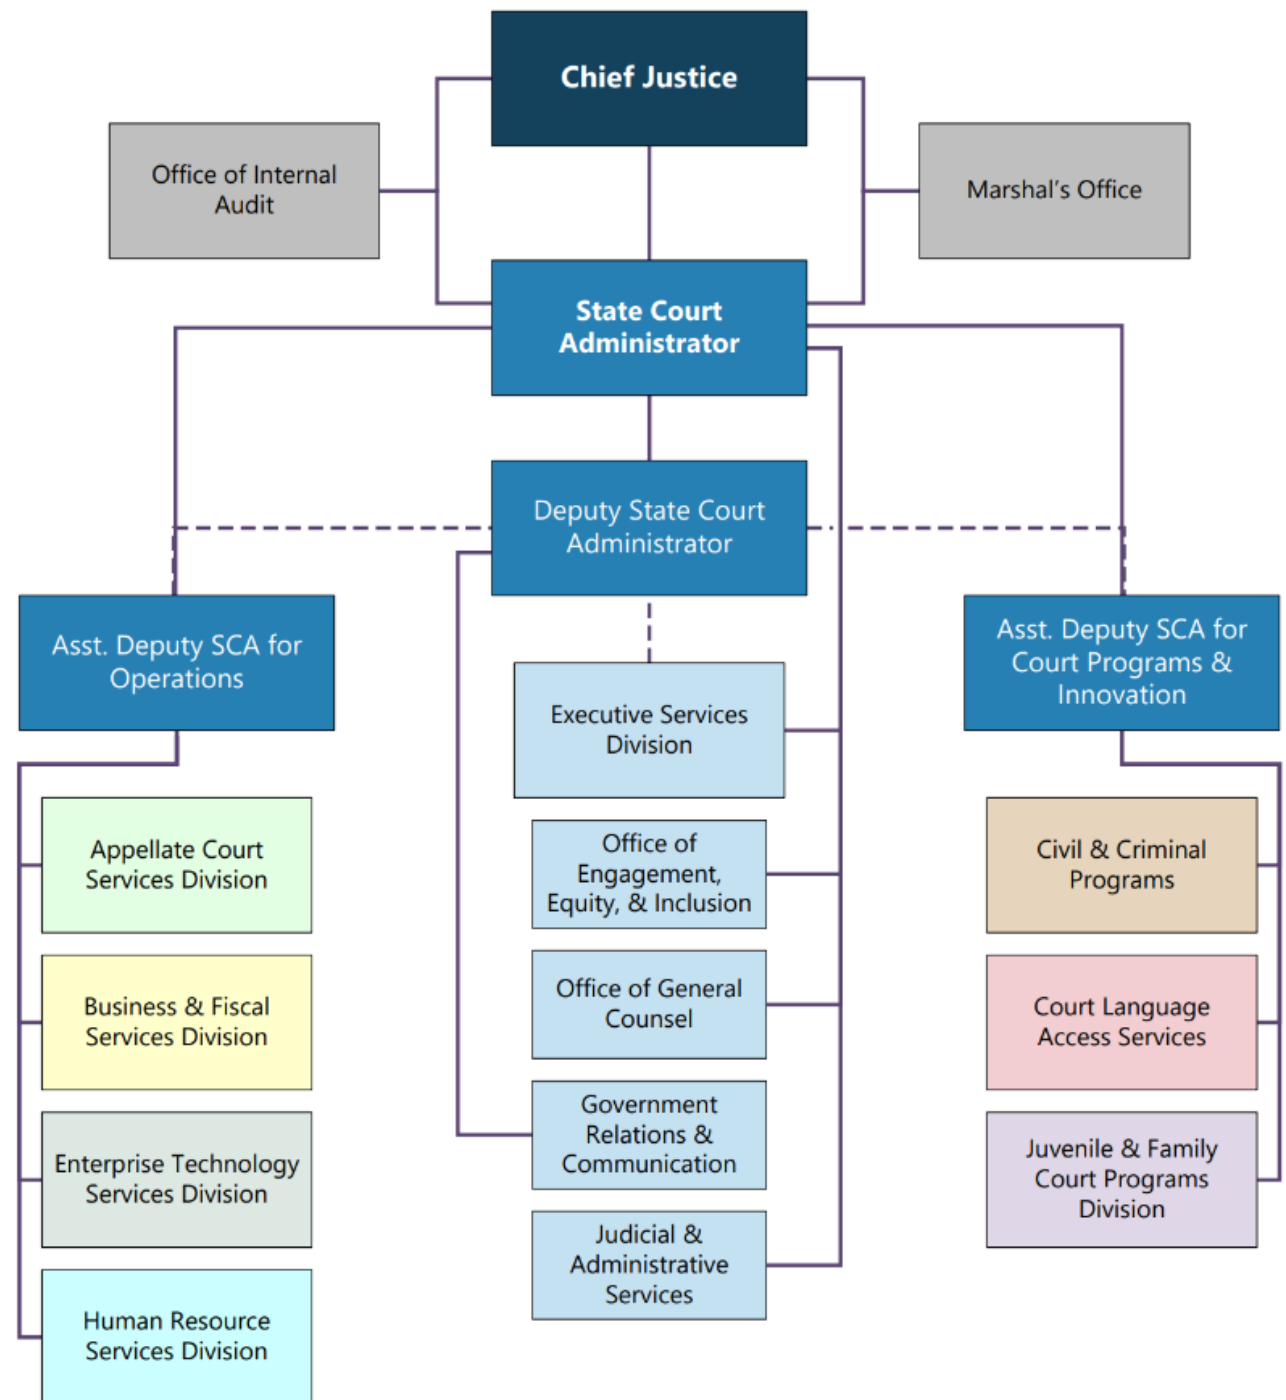 Chief Justice
Office of Internal
Audit
Marshal's Office
State Court
Administrator
Deputy State Court
Administrator
Asst. Deputy SCA for
Operations
Asst. Deputy SCA for
Court Programs &
Innovation
Executive Services
Division
Appellate Court
Services Division
Office of
Engagement,
Equity, & Inclusion
Civil & Criminal
Programs
Business & Fiscal
Services Division
Office of General
Counsel
Court Language
Access Services
Enterprise Technology
Services Division
Government
Relations &
Communication
Juvenile & Family
Court Programs
Division
Human Resource
Services Division
Judicial &
Administrative
Services